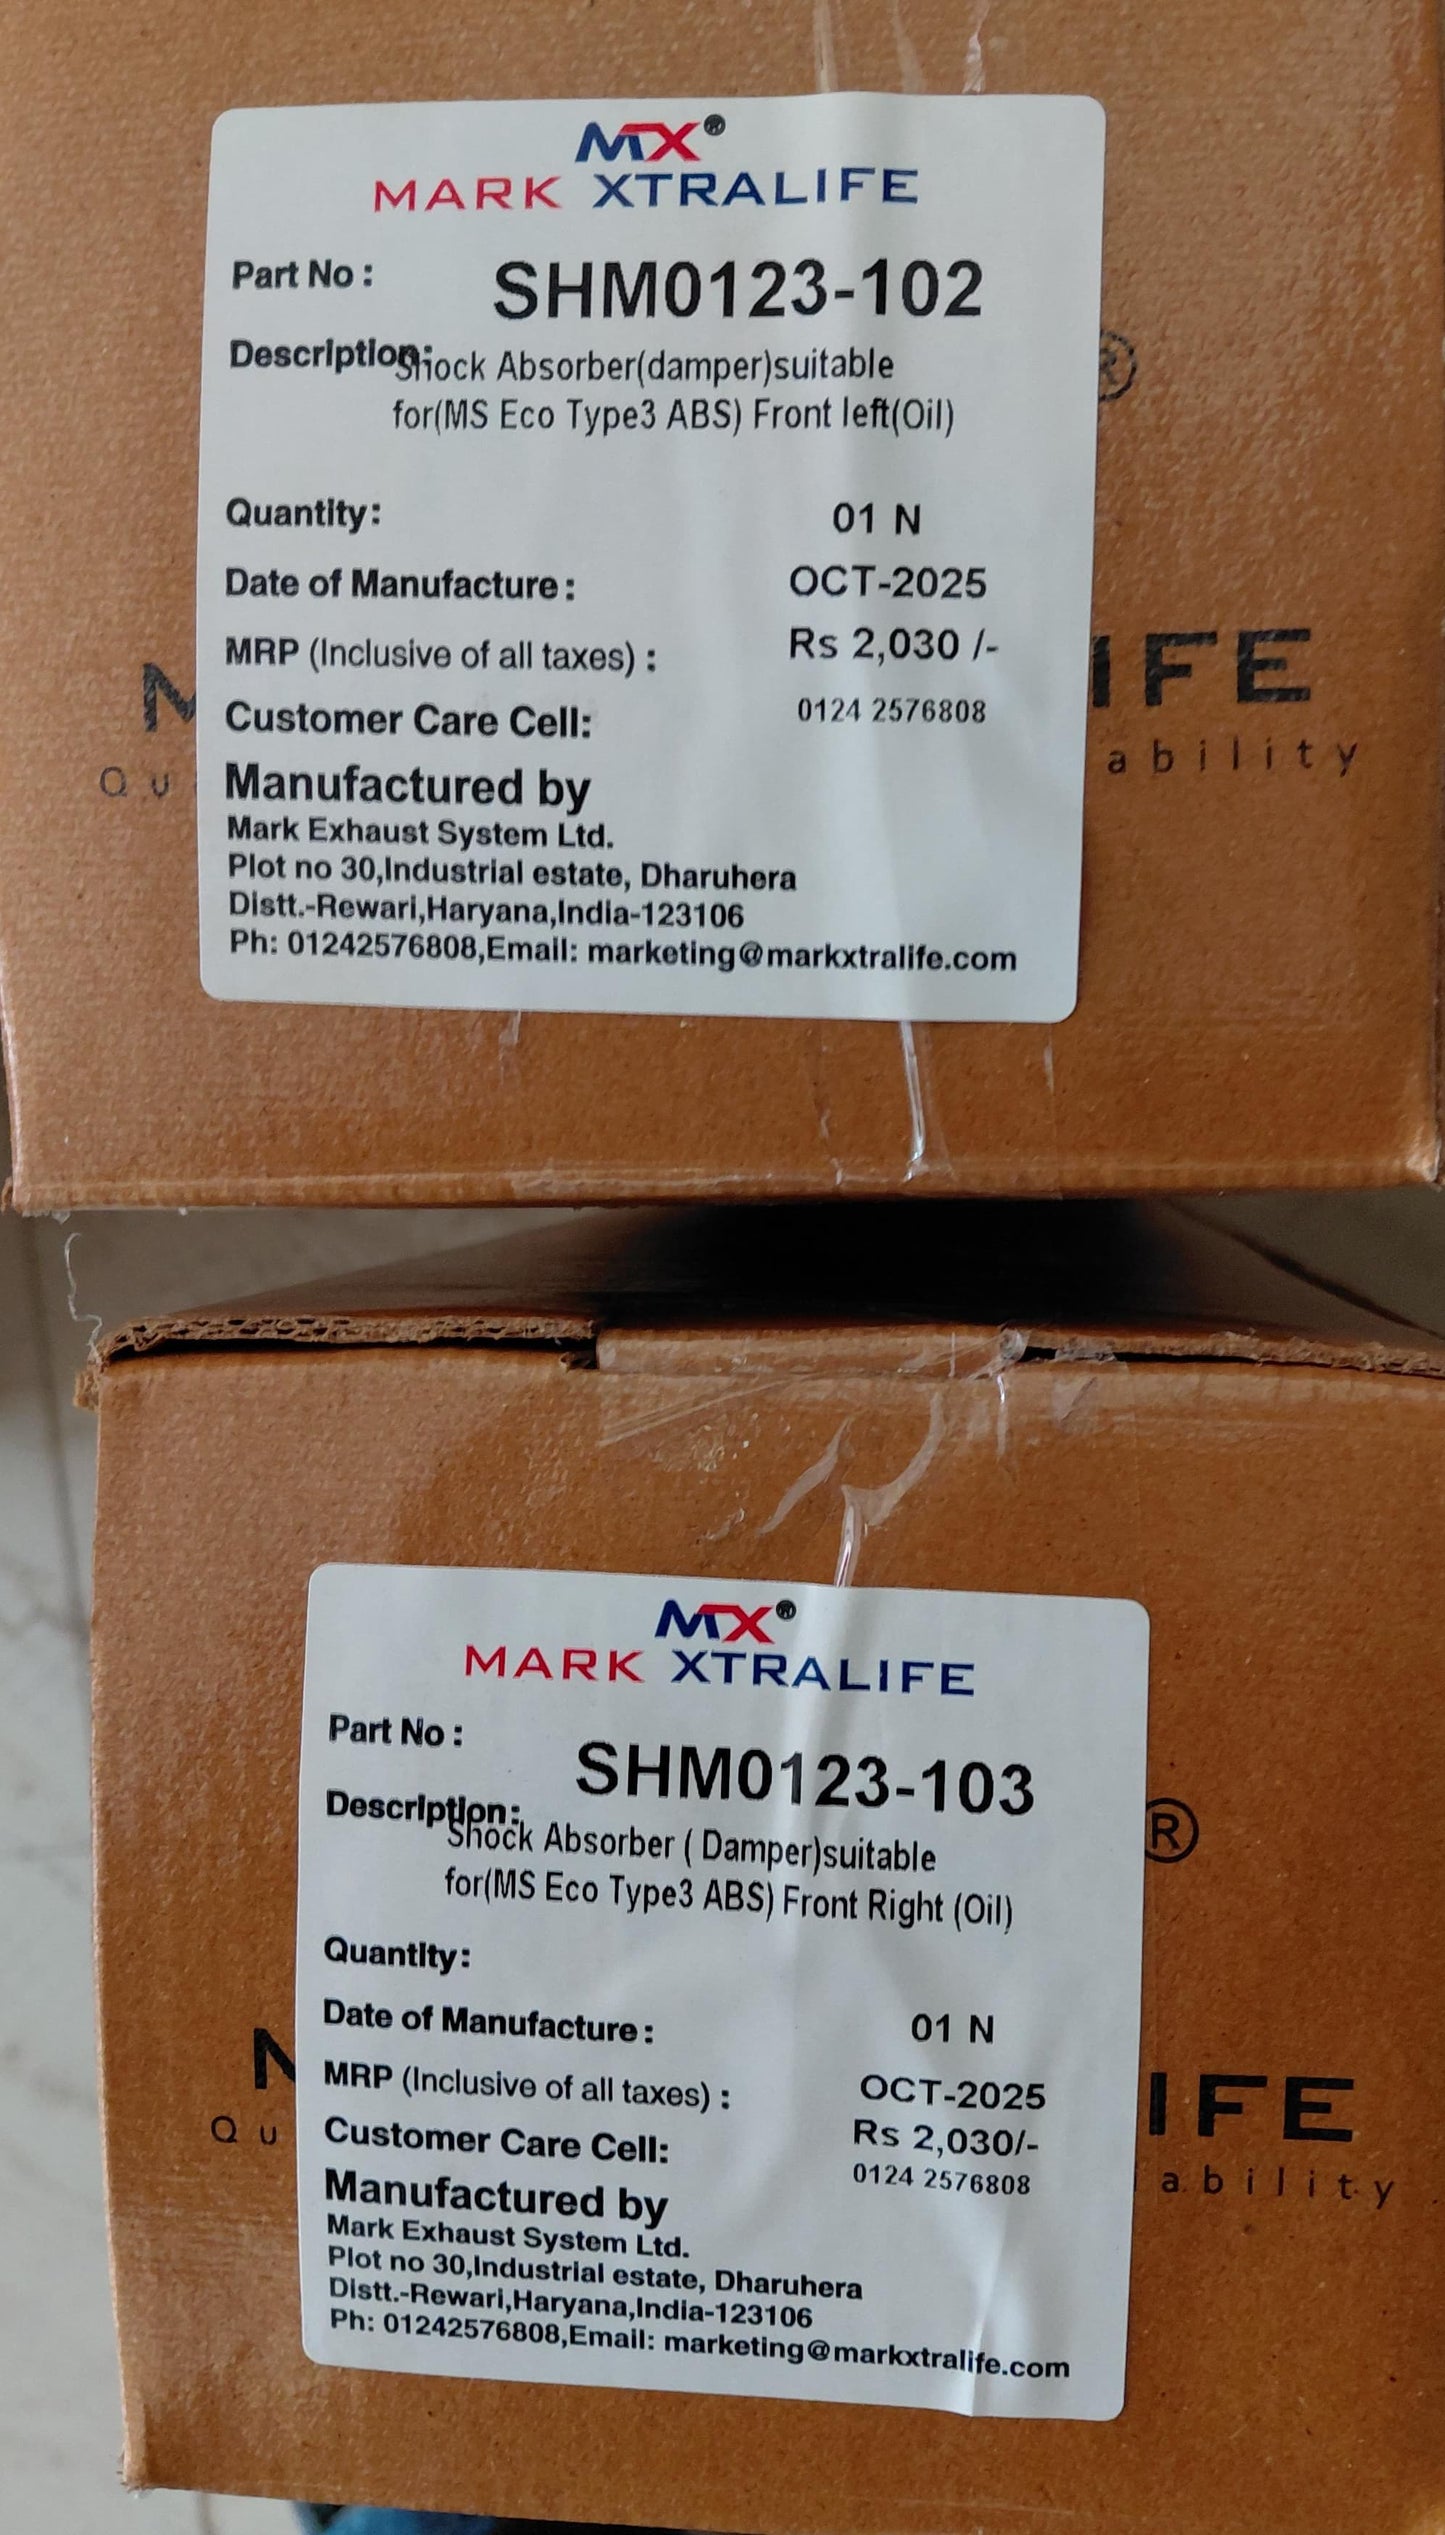 MX®
MARK XTRALIFE
Part No : SHM0123-102
Description: Shock Absorber(damper)suitable
for(MS Eco Type3 ABS) Front left(Oil)
Quantity: 01 N
Date of Manufacture : OCT-2025
MRP (Inclusive of all taxes) : Rs 2,030 /-
Customer Care Cell: 0124 2576808
Manufactured by
Mark Exhaust System Ltd.
Plot no 30,Industrial estate, Dharuhera
Distt.-Rewari,Haryana,India-123106
Ph: 01242576808,Email: marketing@markxtralife.com
®
M IFE
Qu ability
MX®
MARK XTRALIFE
Part No : SHM0123-103
Description: Shock Absorber ( Damper)suitable
for(MS Eco Type3 ABS) Front Right (Oil)
Quantity:
Date of Manufacture : 01 N
MRP (Inclusive of all taxes) : OCT-2025
Rs 2,030/-
Customer Care Cell: 0124 2576808
Manufactured by
Mark Exhaust System Ltd.
Plot no 30,Industrial estate, Dharuhera
Distt.-Rewari,Haryana,India-123106
Ph: 01242576808,Email: marketing@markxtralife.com
®
IFE
Qu ability